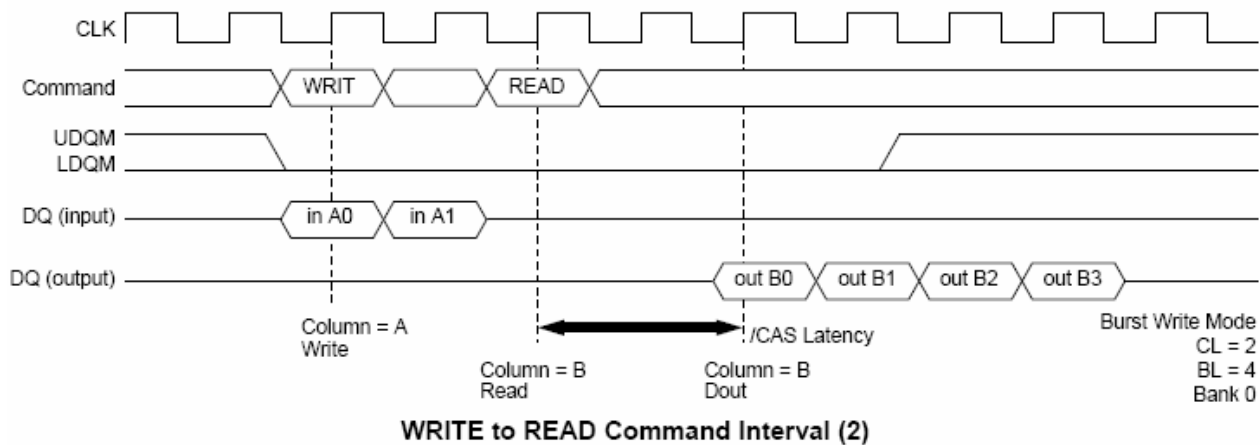 CLK
Command
WRIT
READ
UDQM
LDQM
DQ (input)
in A0
in A1
DQ (output)
out B0
out B1
out B2
out B3
Column = A
Write
/CAS Latency
Column = B
Read
Column = B
Dout
Burst Write Mode
CL = 2
BL = 4
Bank 0
WRITE to READ Command Interval (2)